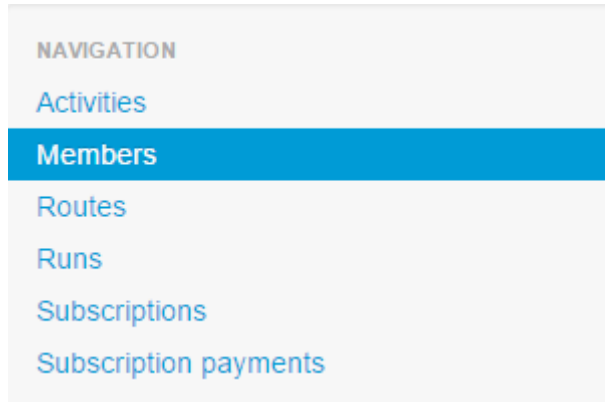 NAVIGATION
Activities
Members
Routes
Runs
Subscriptions
Subscription payments